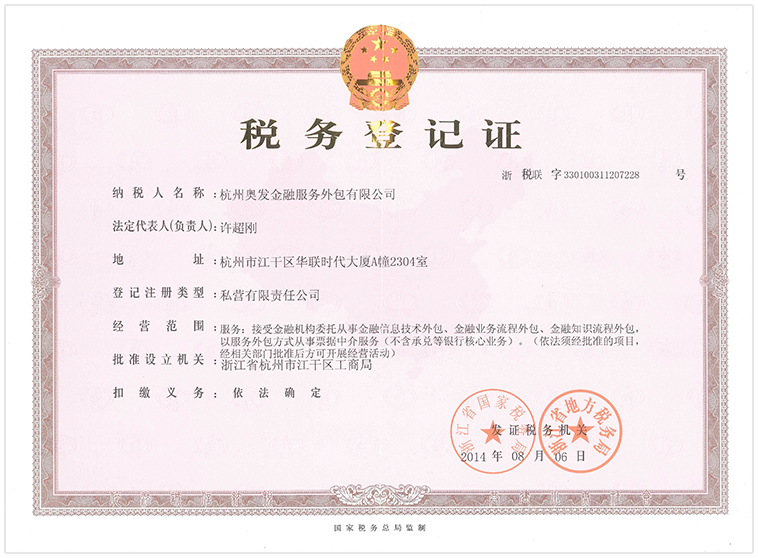 税务登记证
浙 税联 字 330100311207228 号
纳税人名称：杭州奥发金融服务外包有限公司
法定代表人(负责人)：许超刚
地址：杭州市江干区华联时代大厦A幢2304室
登记注册类型：私营有限责任公司
经营范围：服务：接受金融机构委托从事金融信息技术外包、金融业务流程外包、金融知识流程外包，
以服务外包方式从事票据中介服务（不含承兑等银行核心业务）。（依法须经批准的项目，
经相关部门批准后方可开展经营活动）
批准设立机关：浙江省杭州市江干区工商局
扣缴义务：依法确定
浙江省国家税务局
浙江省地方税务局
发证税务机关
2014 年 08 月 06 日
国家税务总局监制